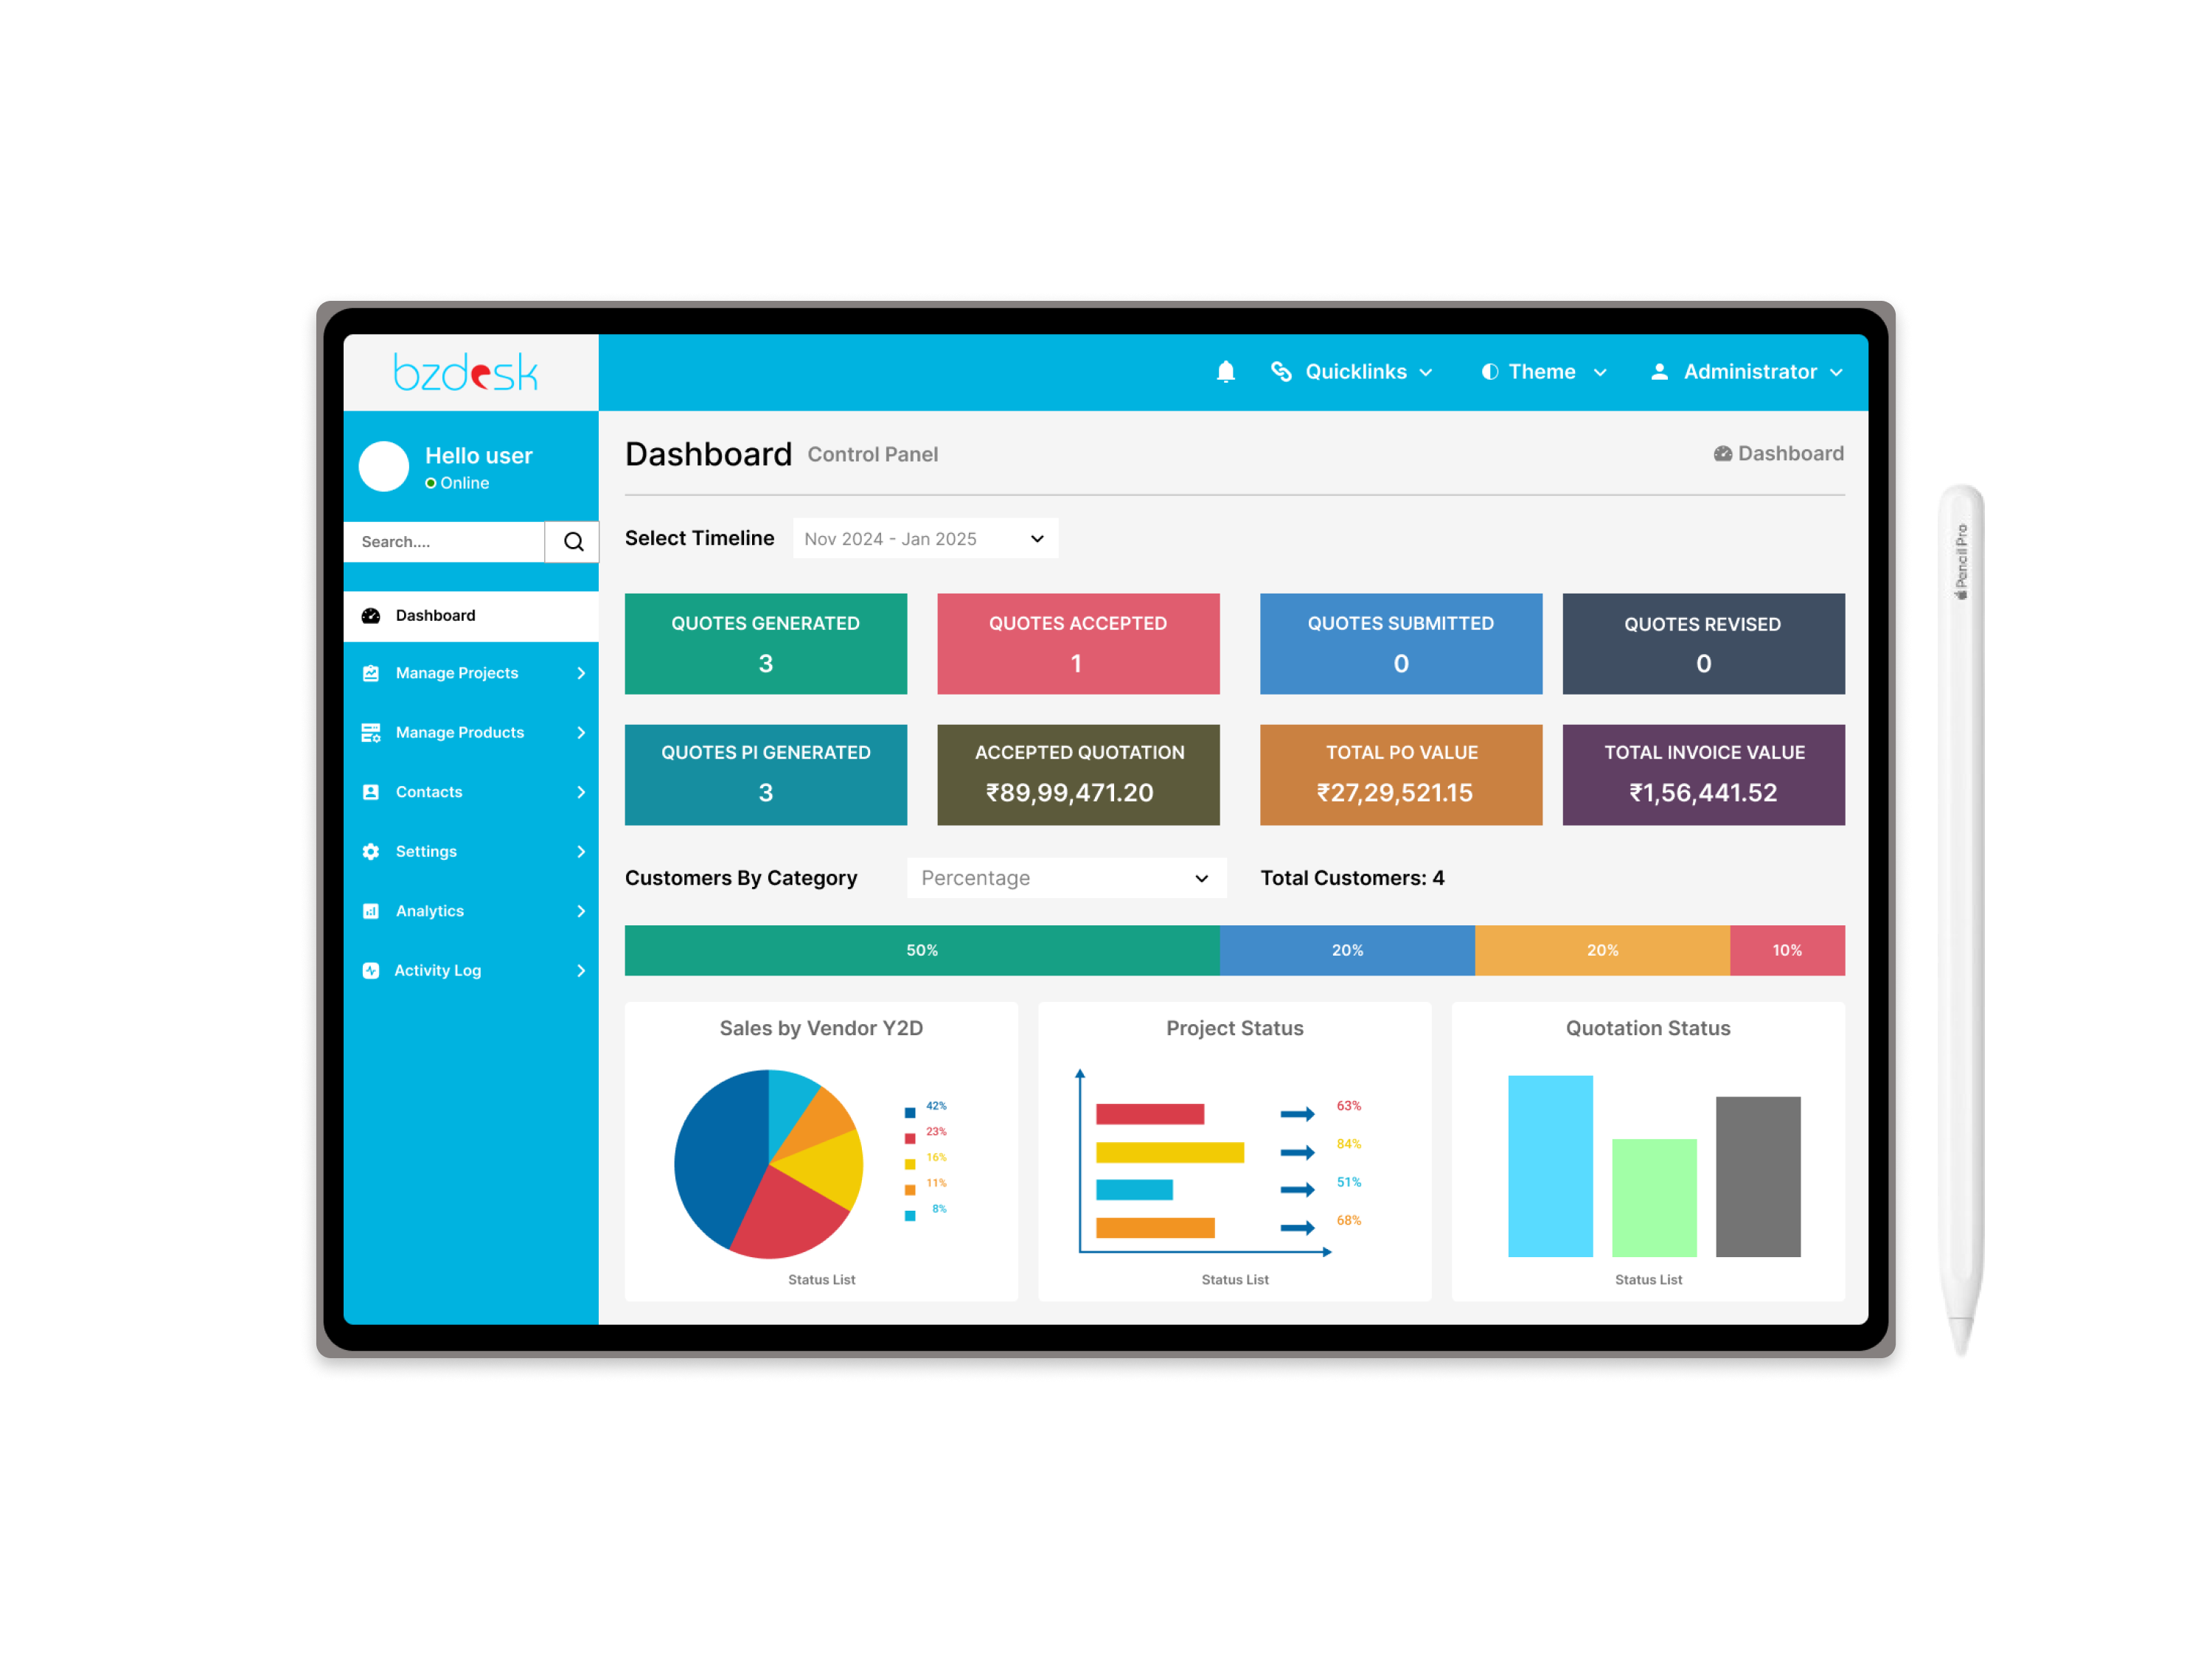 bzdesk
Quicklinks
Theme
Administrator
Hello user
Online
Search....
Dashboard
Manage Projects
Manage Products
Contacts
Settings
Analytics
Activity Log
Dashboard Control Panel
Dashboard
Select Timeline Nov 2024 - Jan 2025
QUOTES GENERATED
3
QUOTES ACCEPTED
1
QUOTES SUBMITTED
0
QUOTES REVISED
0
QUOTES PI GENERATED
3
ACCEPTED QUOTATION
₹89,99,471.20
TOTAL PO VALUE
₹27,29,521.15
TOTAL INVOICE VALUE
₹1,56,441.52
Customers By Category Percentage Total Customers: 4
50% 20% 20% 10%
Sales by Vendor Y2D
42%
23%
16%
11%
8%
Status List
Project Status
63%
84%
51%
68%
Status List
Quotation Status
Status List
Pencil Pro